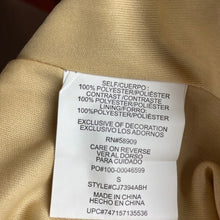 SELF/CUERPO :
100% POLYESTER/POLIÉSTER
CONTRAST/CONTRASTE
100% POLYESTER/POLIÉSTER
LINING/FORRO:
100% POLYESTER/POLIÉSTER
EXCLUSIVE OF DECORATION
EXCLUSIVO LOS ADORNOS
RN#58909
CARE ON REVERSE
VER AL DORSO
PARA CUIDADO
PO#100-00046599
S
STYLE#CJ7394ABH
MADE IN CHINA
HECHO EN CHINA
UPC#747157135536